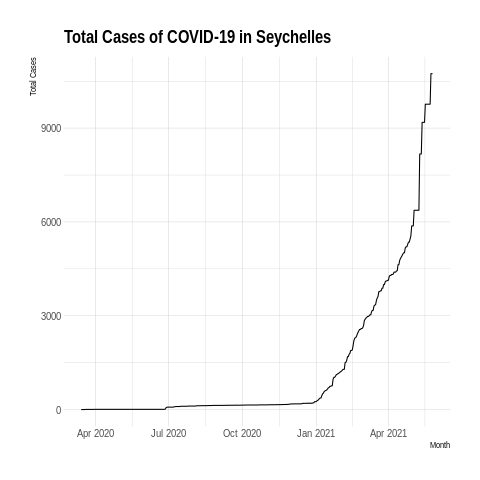 Total Cases of COVID-19 in Seychelles
Total Cases
9000
6000
3000
0
Apr 2020 Jul 2020 Oct 2020 Jan 2021 Apr 2021
Month